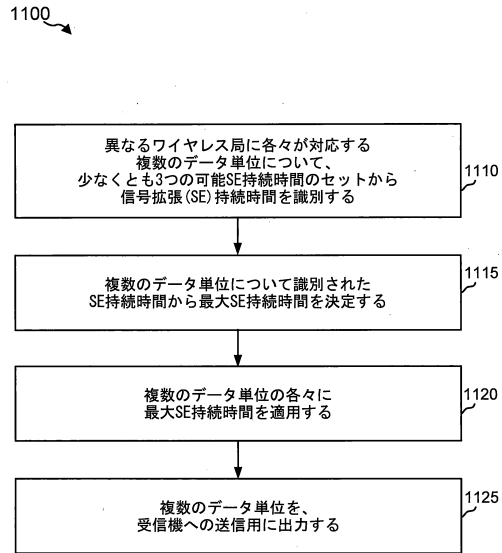 1100
異なるワイヤレス局に各々が対応する
複数のデータ単位について、
少なくとも3つの可能SE持続時間のセットから
信号拡張(SE)持続時間を識別する
1110
複数のデータ単位について識別された
SE持続時間から最大SE持続時間を決定する
1115
複数のデータ単位の各々に
最大SE持続時間を適用する
1120
複数のデータ単位を、
受信機への送信用に出力する
1125